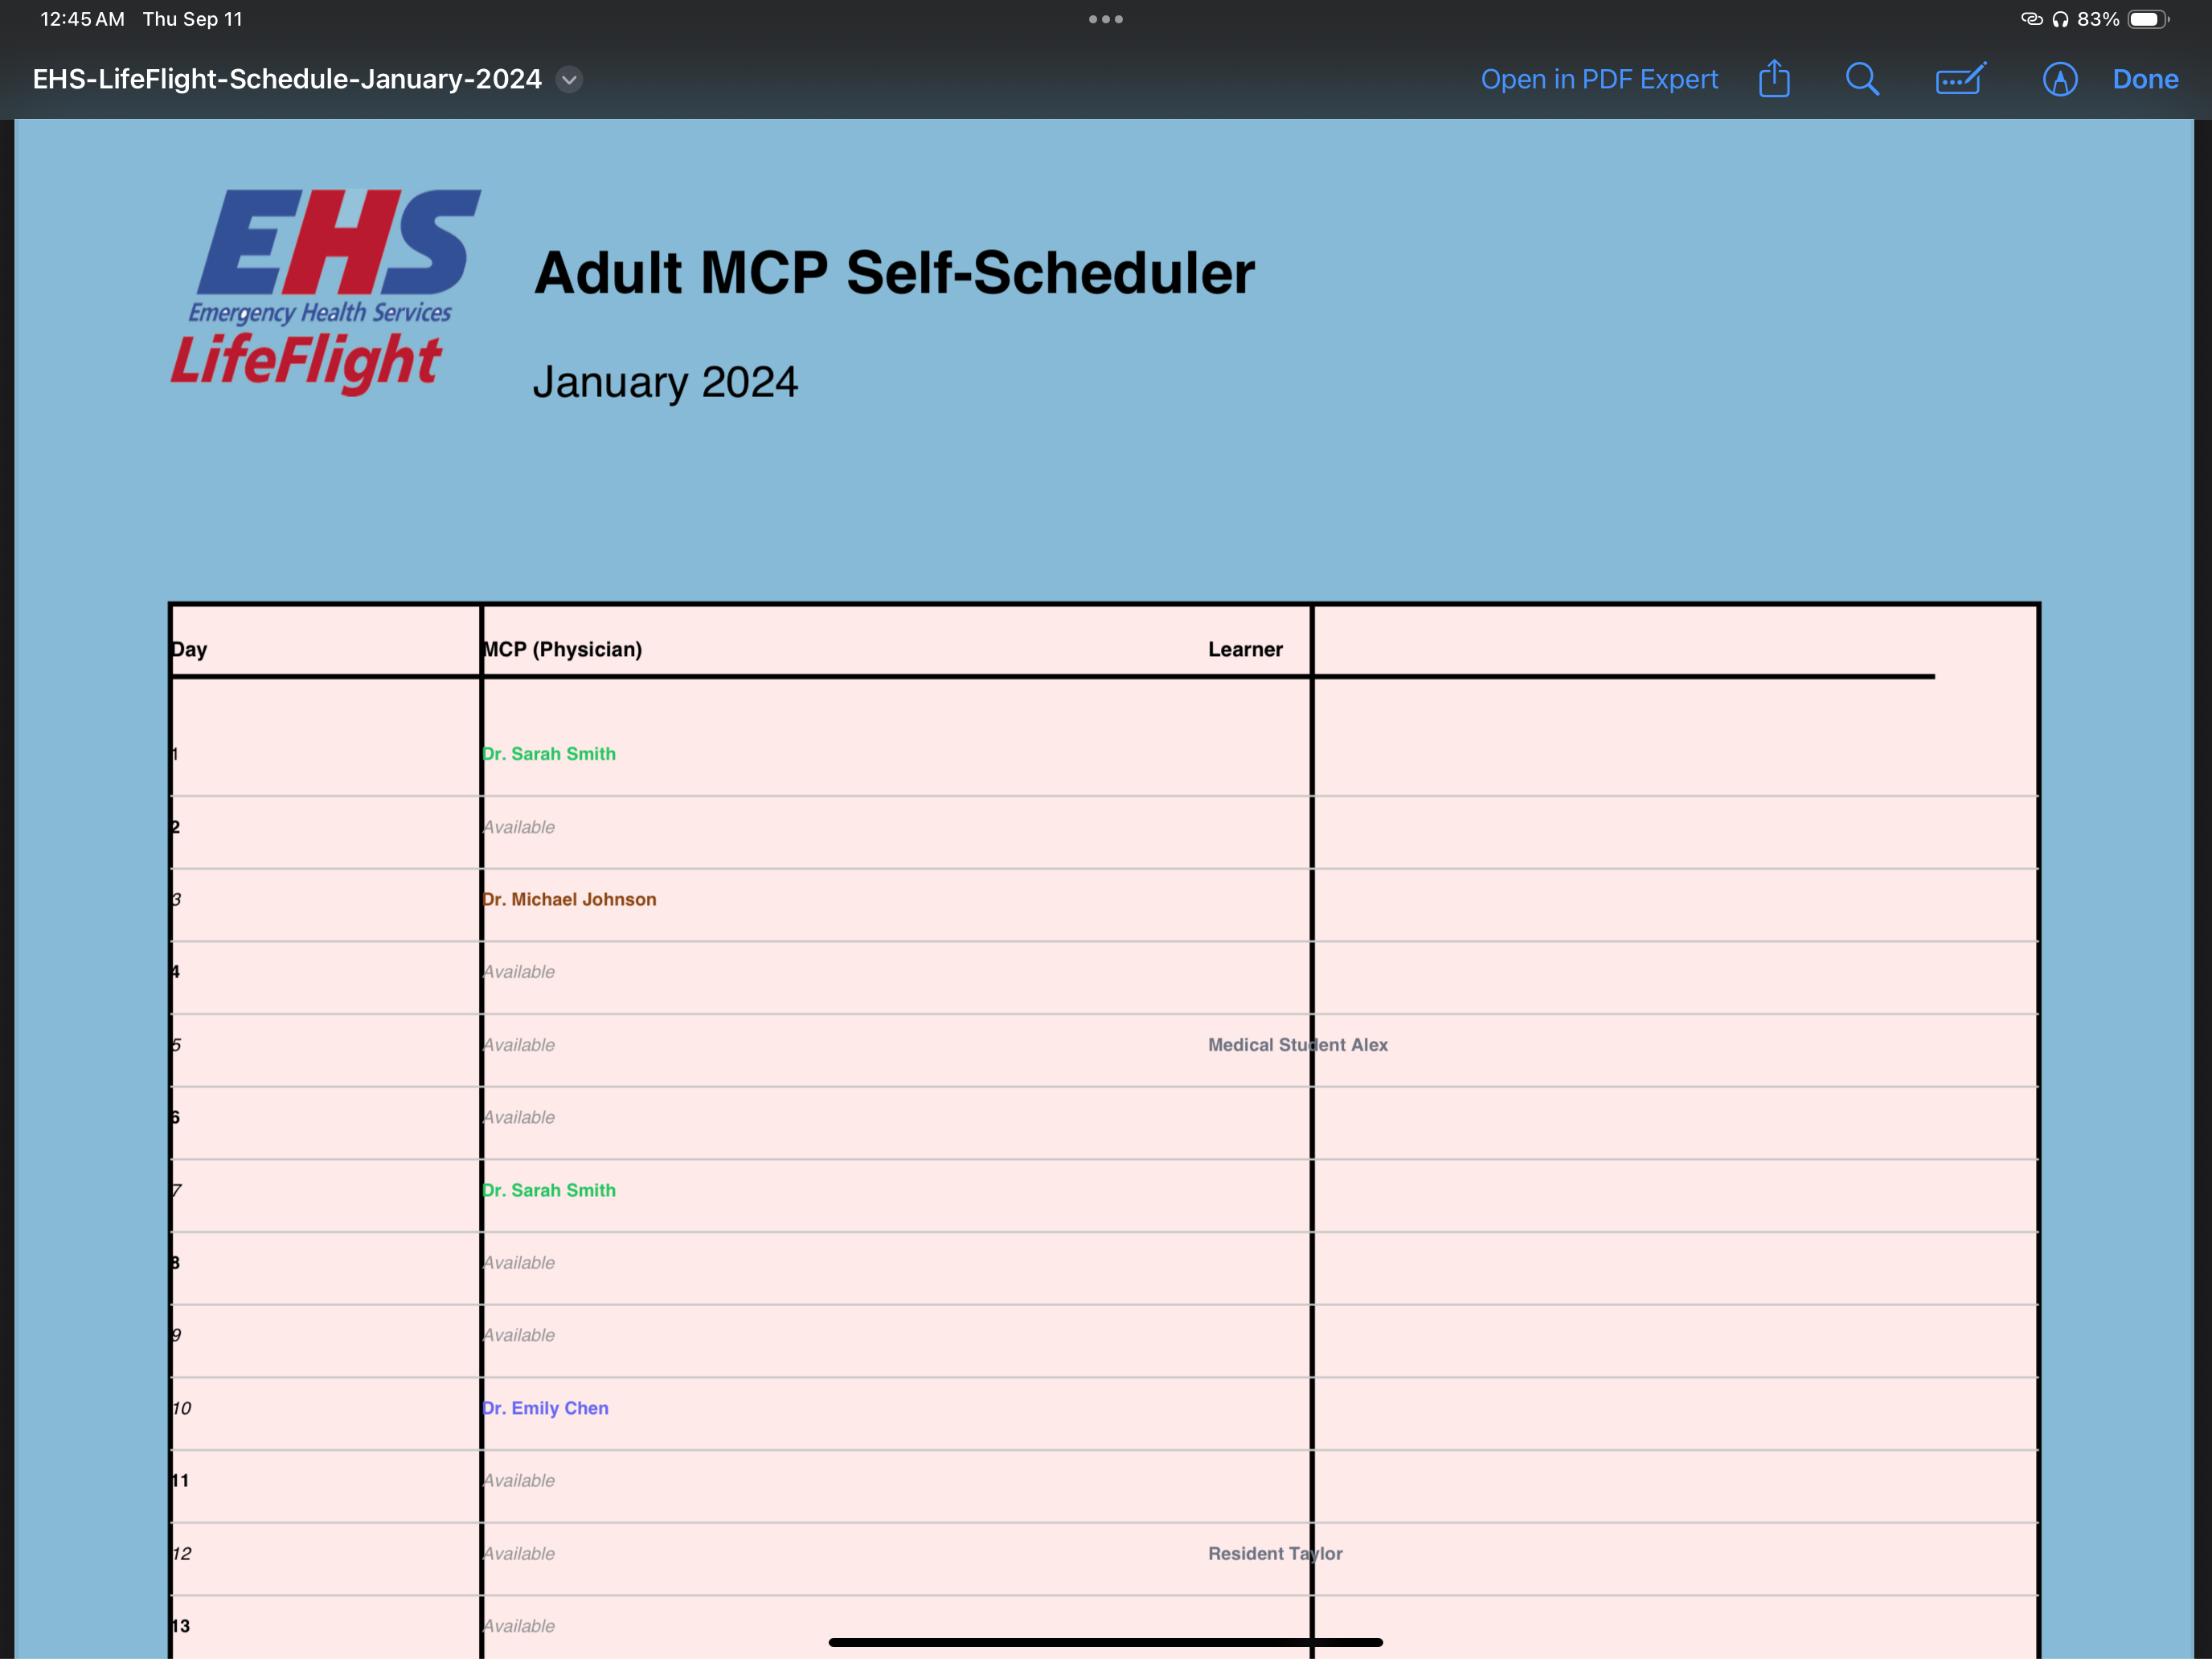 12:45 AM Thu Sep 11
83%
EHS-LifeFlight-Schedule-January-2024
Open in PDF Expert
Done
EHS
Emergency Health Services
LifeFlight
Adult MCP Self-Scheduler
January 2024
Day MCP (Physician) Learner
1 Dr. Sarah Smith
2 Available
3 Dr. Michael Johnson
4 Available
5 Available Medical Student Alex
6 Available
7 Dr. Sarah Smith
8 Available
9 Available
10 Dr. Emily Chen
11 Available
12 Available Resident Taylor
13 Available